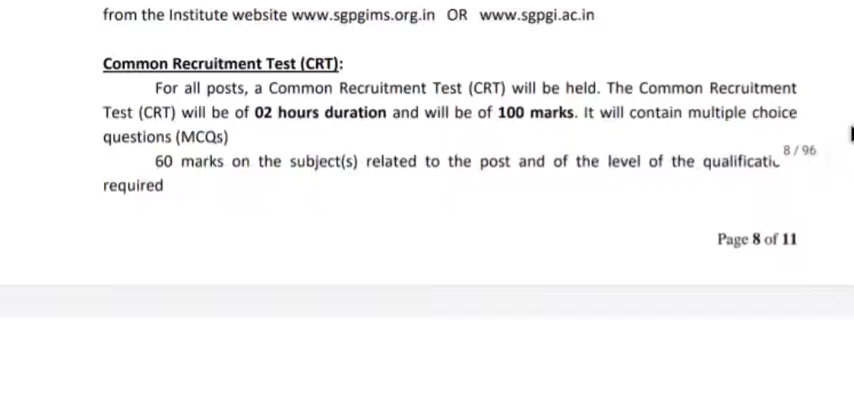 from the Institute website www.sgpgims.org.in OR www.sgpgi.ac.in
Common Recruitment Test (CRT):
For all posts, a Common Recruitment Test (CRT) will be held. The Common Recruitment
Test (CRT) will be of 02 hours duration and will be of 100 marks. It will contain multiple choice
questions (MCQs)
8 / 96
60 marks on the subject(s) related to the post and of the level of the
required
Page 8 of 11